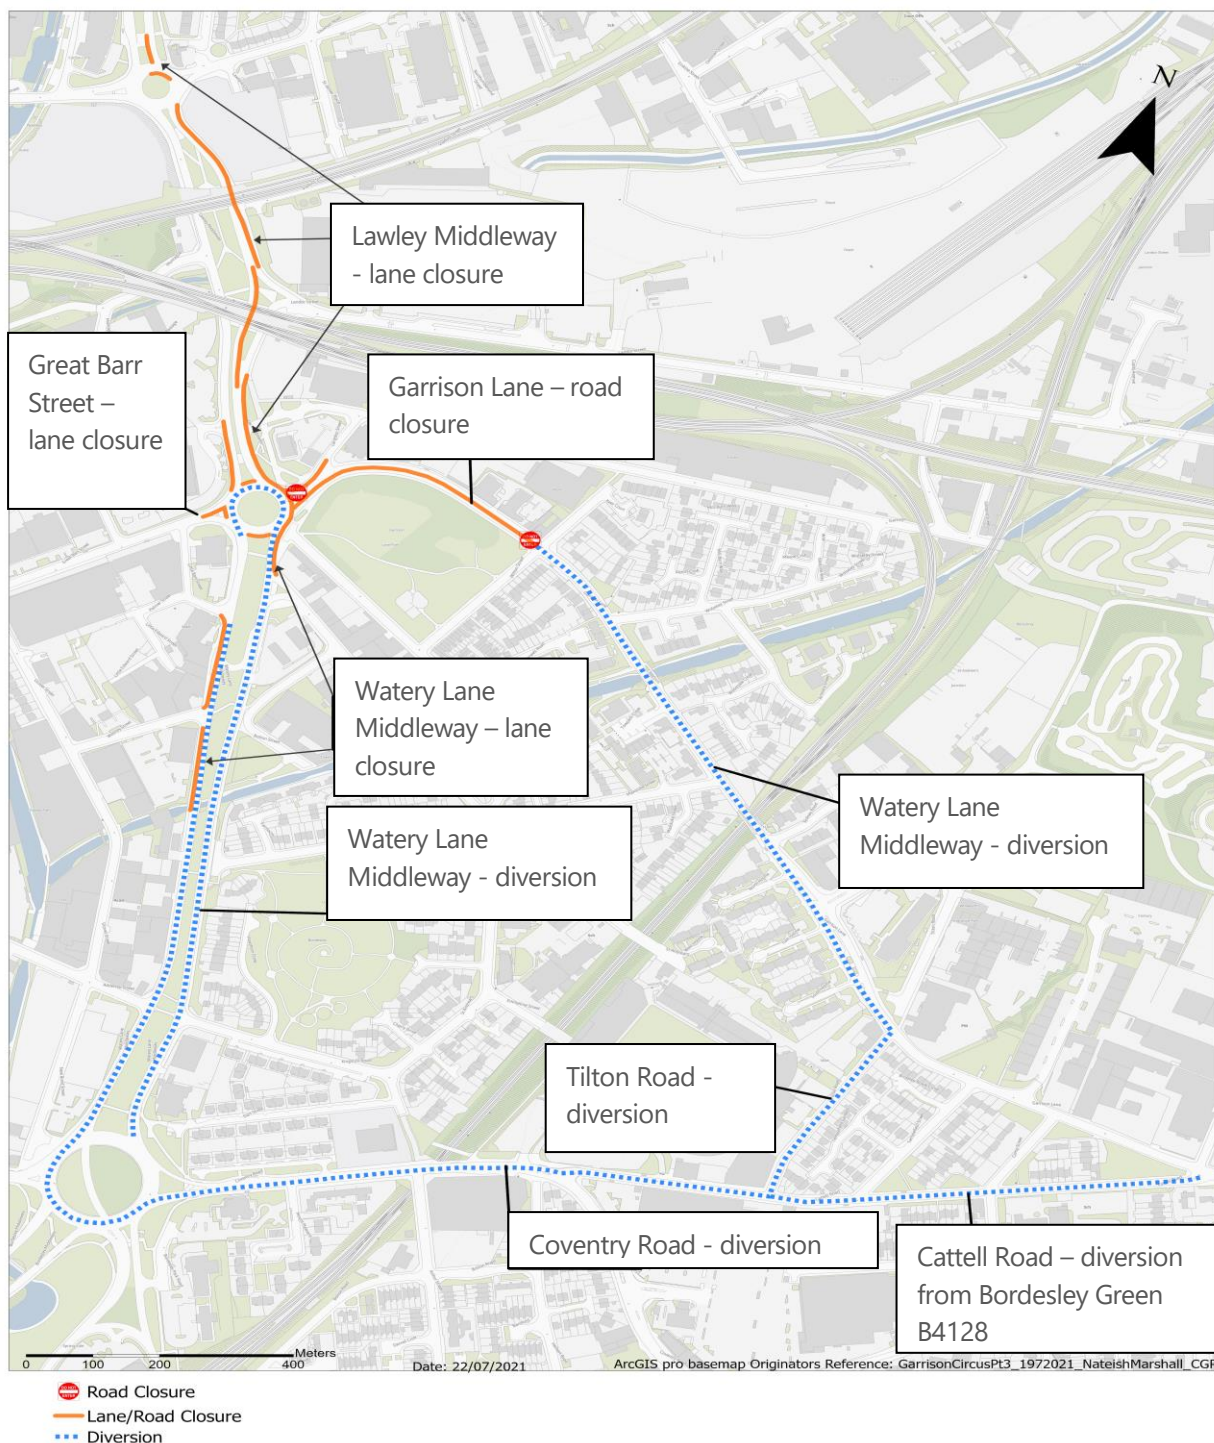 N
Lawley Middleway
- lane closure
Great Barr
Street –
lane closure
Garrison Lane – road
closure
Watery Lane
Middleway – lane
closure
Watery Lane
Middleway - diversion
Watery Lane
Middleway - diversion
Tilton Road -
diversion
Coventry Road - diversion
Cattell Road – diversion
from Bordesley Green
B4128
Meters
0 100 200 400
Date: 22/07/2021
ArcGIS pro basemap Originators Reference: GarrisonCircusPt3_1972021_NateishMarshall_CGP
Road Closure
Lane/Road Closure
Diversion